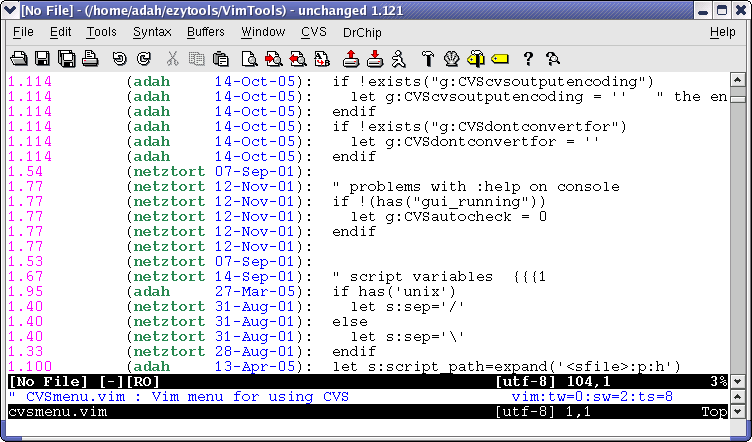 [No File] - (/home/adah/ezytools/VimTools) - unchanged 1.121
File Edit Tools Syntax Buffers Window CVS DrChip Help
1.114 (adah 14-Oct-05): if !exists("g:CVScvsoutputencoding")
1.114 (adah 14-Oct-05): let g:CVScvsoutputencoding = '' " the en
1.114 (adah 14-Oct-05): endif
1.114 (adah 14-Oct-05): if !exists("g:CVSdontconvertfor")
1.114 (adah 14-Oct-05): let g:CVSdontconvertfor = ''
1.114 (adah 14-Oct-05): endif
1.54 (netztort 07-Sep-01):
1.77 (netztort 12-Nov-01): " problems with :help on console
1.77 (netztort 12-Nov-01): if !(has("gui_running"))
1.77 (netztort 12-Nov-01): let g:CVSautocheck = 0
1.77 (netztort 12-Nov-01): endif
1.77 (netztort 12-Nov-01):
1.53 (netztort 07-Sep-01):
1.67 (netztort 14-Sep-01): " script variables {{{1
1.95 (adah 27-Mar-05): if has('unix')
1.40 (netztort 31-Aug-01): let s:sep='/'
1.40 (netztort 31-Aug-01): else
1.40 (netztort 31-Aug-01): let s:sep='\'
1.33 (netztort 28-Aug-01): endif
1.100 (adah 13-Apr-05): let s:script_path=expand('<sfile>:p:h')
[No File] [-][RO] [utf-8] 104,1 3%
" CVSmenu.vim : Vim menu for using CVS vim:tw=0:sw=2:ts=8
cvsmenu.vim [utf-8] 1,1 Top